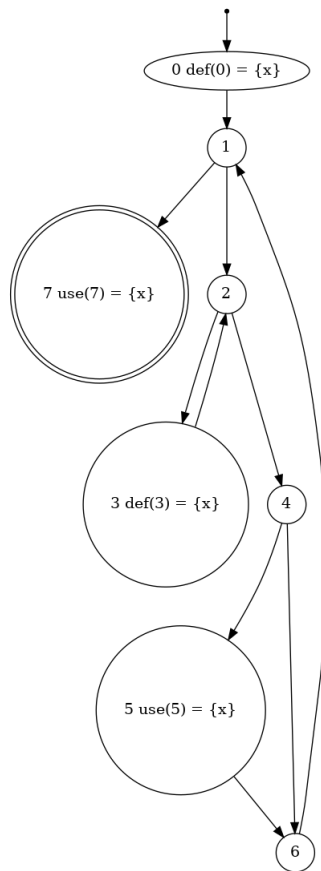 0 def(0) = {x}
1
7 use(7) = {x}
2
3 def(3) = {x}
4
5 use(5) = {x}
6